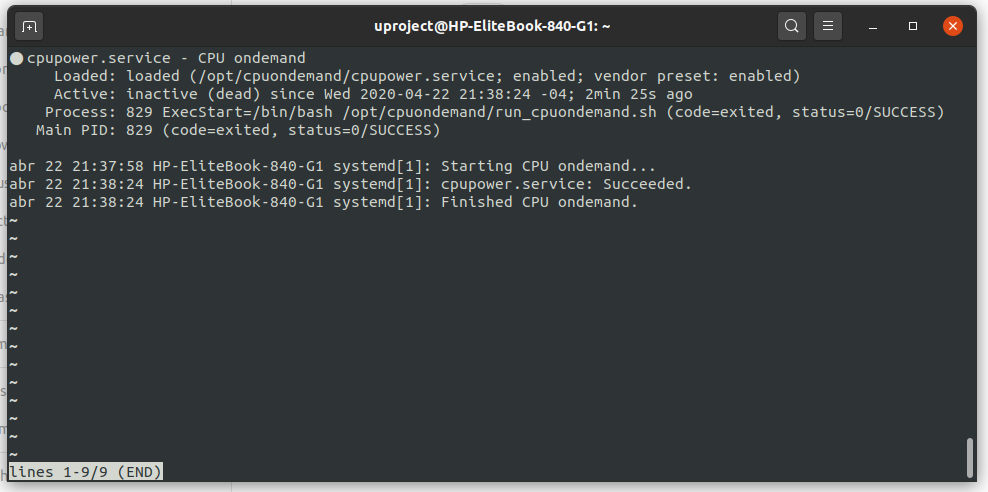 uproject@HP-EliteBook-840-G1: ~
● cpupower.service - CPU ondemand
Loaded: loaded (/opt/cpuondemand/cpupower.service; enabled; vendor preset: enabled)
Active: inactive (dead) since Wed 2020-04-22 21:38:24 -04; 2min 25s ago
Process: 829 ExecStart=/bin/bash /opt/cpuondemand/run_cpuondemand.sh (code=exited, status=0/SUCCESS)
Main PID: 829 (code=exited, status=0/SUCCESS)
abr 22 21:37:58 HP-EliteBook-840-G1 systemd[1]: Starting CPU ondemand...
abr 22 21:38:24 HP-EliteBook-840-G1 systemd[1]: cpupower.service: Succeeded.
abr 22 21:38:24 HP-EliteBook-840-G1 systemd[1]: Finished CPU ondemand.
~
~
~
~
~
~
~
~
~
~
~
~
~
~
lines 1-9/9 (END)